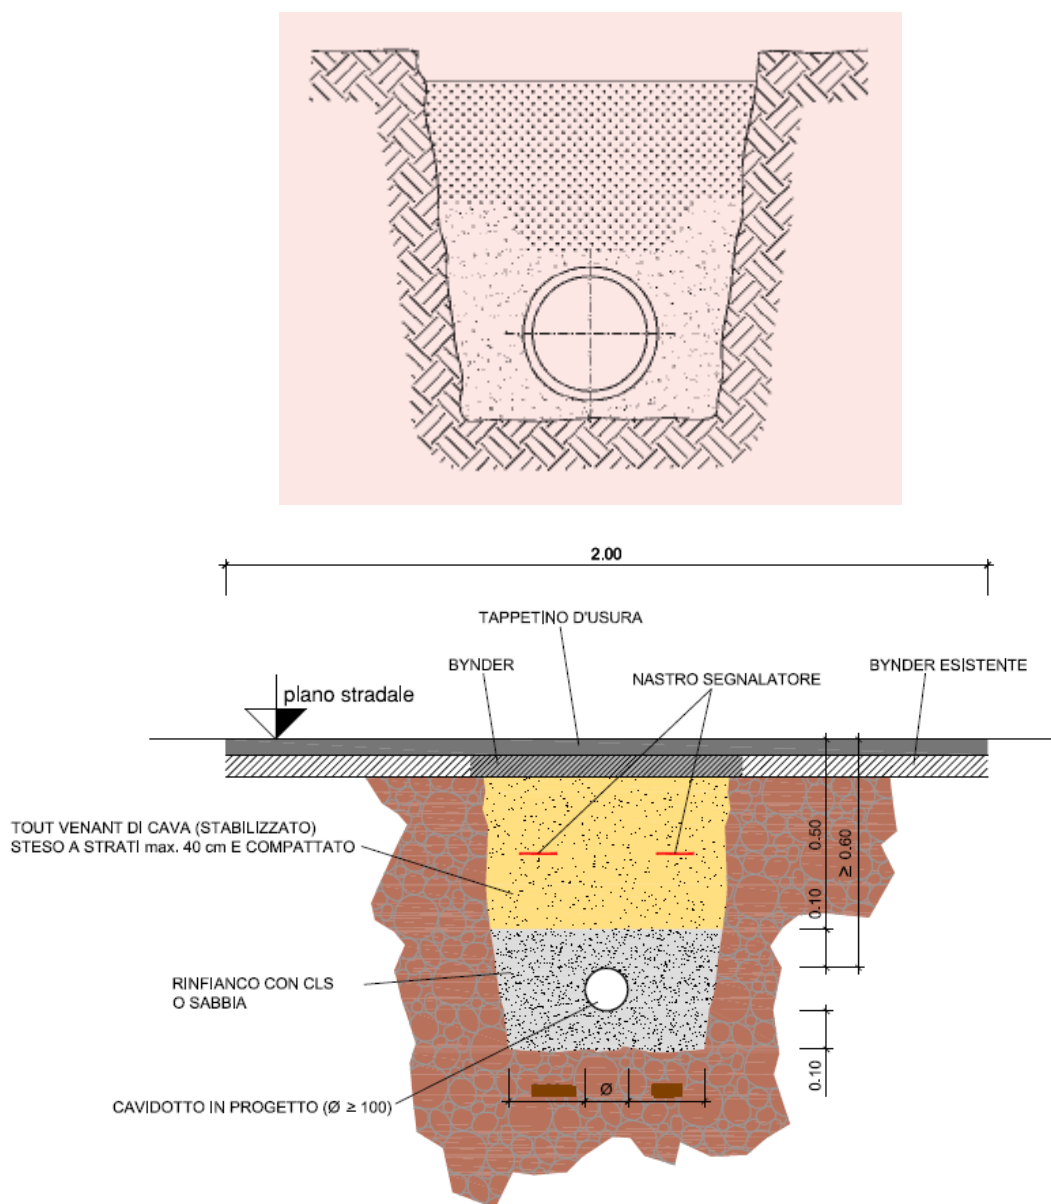 2.00
TAPPETINO D'USURA
BYNDER
BYNDER ESISTENTE
NASTRO SEGNALATORE
plano stradale
TOUT VENANT DI CAVA (STABILIZZATO)
STESO A STRATI max. 40 cm E COMPATTATO
0.50
≥ 0.60
0.10
RINFIANCO CON CLS
O SABBIA
0.10
Ø
CAVIDOTTO IN PROGETTO (Ø ≥ 100)